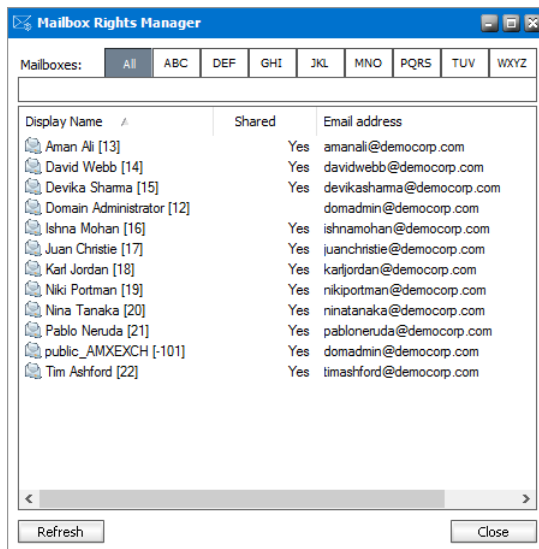 Mailbox Rights Manager
Mailboxes: All ABC DEF GHI JKL MNO PQRS TUV WXYZ
Display Name Shared Email address
Aman Ali [13] Yes amanali@democorp.com
David Webb [14] Yes davidwebb@democorp.com
Devika Sharma [15] Yes devikasharma@democorp.com
Domain Administrator [12] domadmin@democorp.com
Ishna Mohan [16] Yes ishnamohan@democorp.com
Juan Christie [17] Yes juanchristie@democorp.com
Karl Jordan [18] Yes karljordan@democorp.com
Niki Portman [19] Yes nikiportman@democorp.com
Nina Tanaka [20] Yes ninatanaka@democorp.com
Pablo Neruda [21] Yes pabloneruda@democorp.com
public_AMXEXCH [-101] Yes domadmin@democorp.com
Tim Ashford [22] Yes timashford@democorp.com
Refresh Close